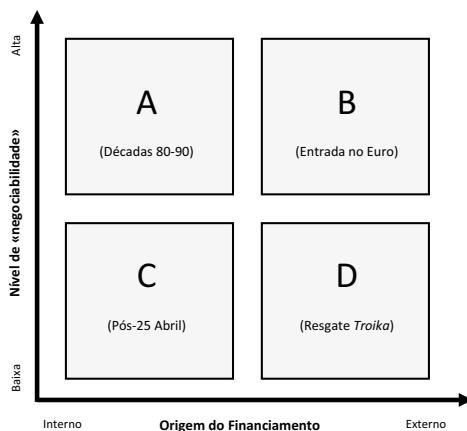 Alta
A
(Décadas 80-90)
B
(Entrada no Euro)
Nível de «negociabilidade»
C
(Pós-25 Abril)
D
(Resgate Troika)
Baixa
Interno
Origem do Financiamento
Externo